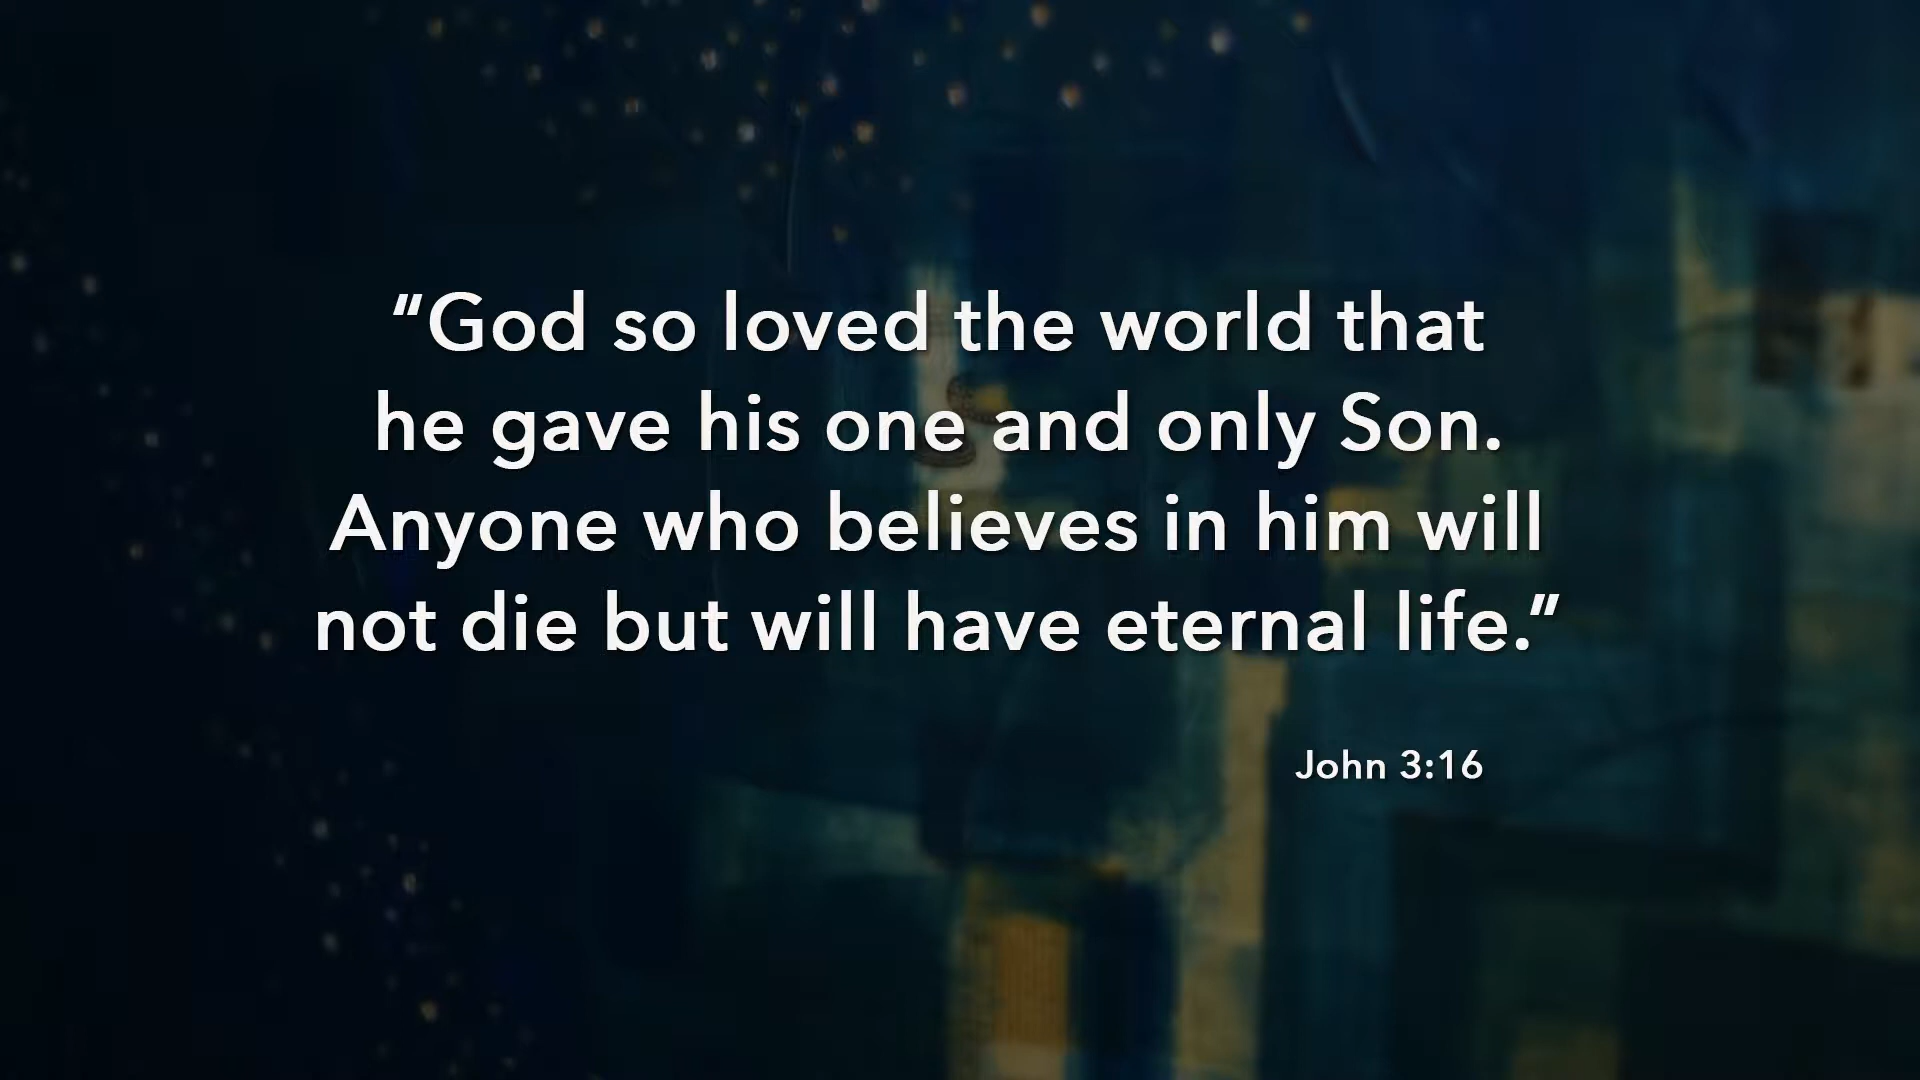 “God so loved the world that
he gave his one and only Son.
Anyone who believes in him will
not die but will have eternal life.”
John 3:16